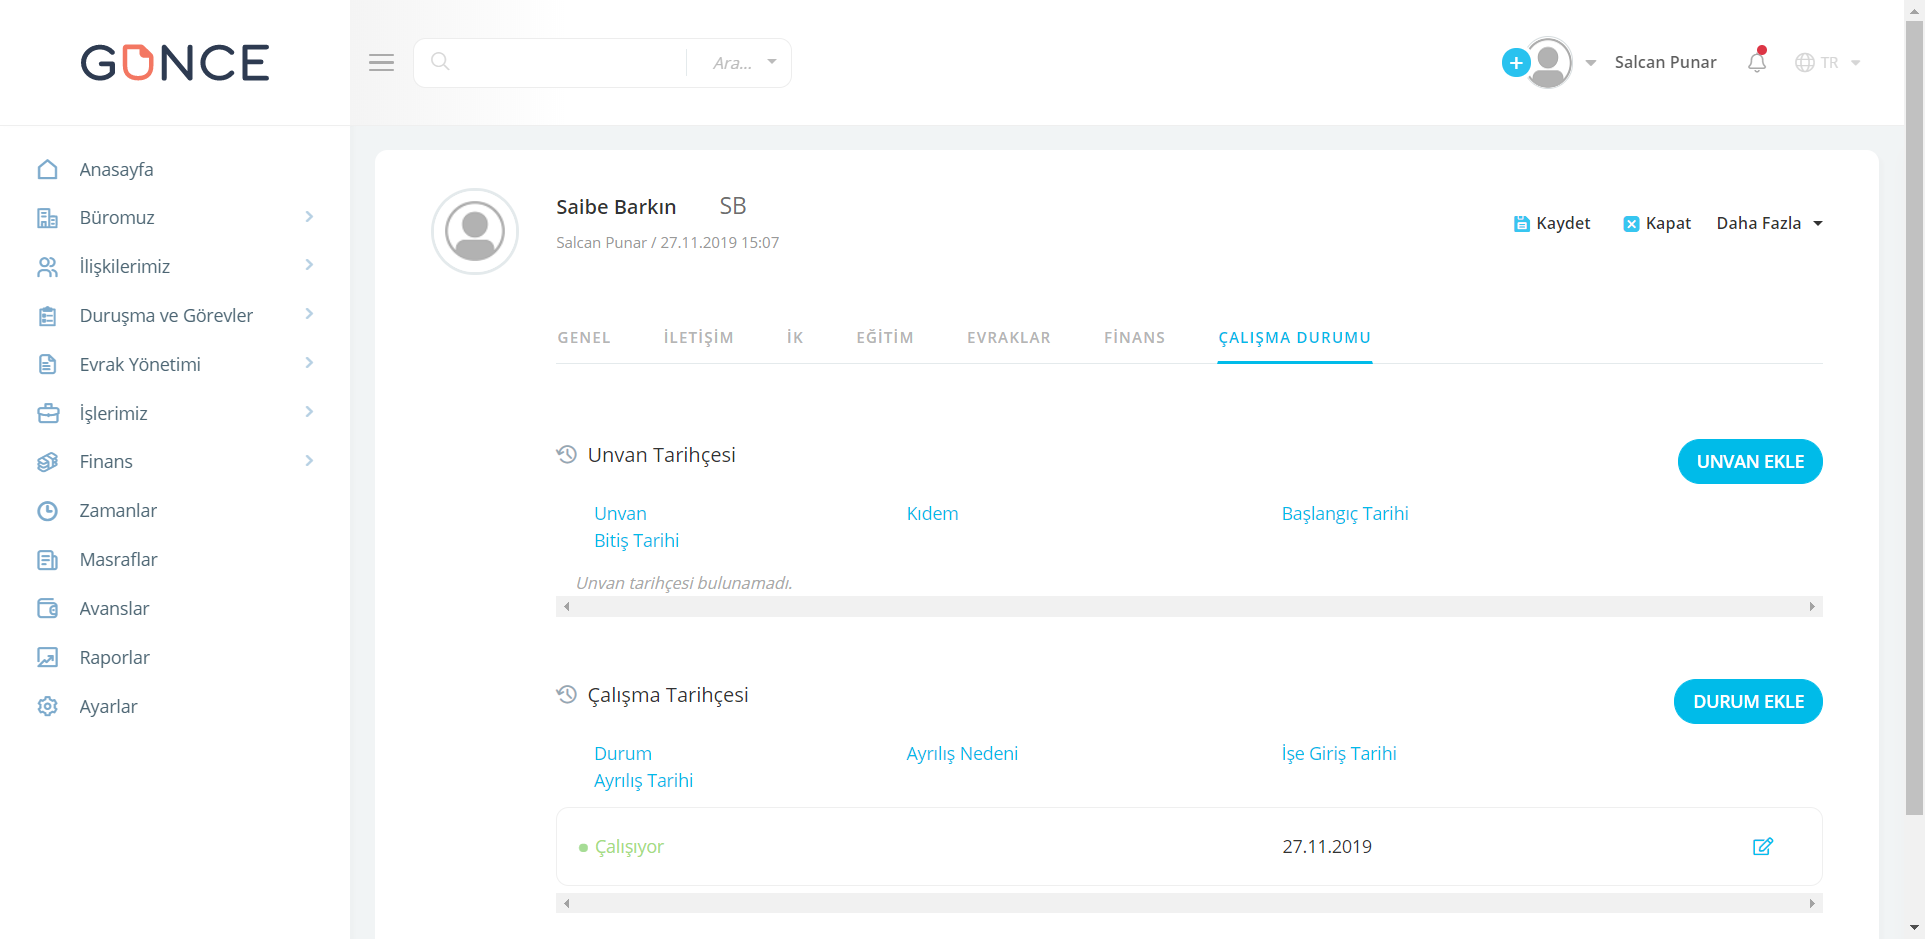 GÜNCE
Ara...
Salcan Punar
TR
Anasayfa
Büromuz
İlişkilerimiz
Duruşma ve Görevler
Evrak Yönetimi
İşlerimiz
Finans
Zamanlar
Masraflar
Avanslar
Raporlar
Ayarlar
Saibe Barkın SB
Salcan Punar / 27.11.2019 15:07
Kaydet Kapat Daha Fazla
GENEL İLETİŞİM İK EĞİTİM EVRAKLAR FİNANS ÇALIŞMA DURUMU
Unvan Tarihçesi
UNVAN EKLE
Unvan Kıdem Başlangıç Tarihi
Bitiş Tarihi
Unvan tarihçesi bulunamadı.
Çalışma Tarihçesi
DURUM EKLE
Durum Ayrılış Nedeni İşe Giriş Tarihi
Ayrılış Tarihi
Çalışıyor 27.11.2019